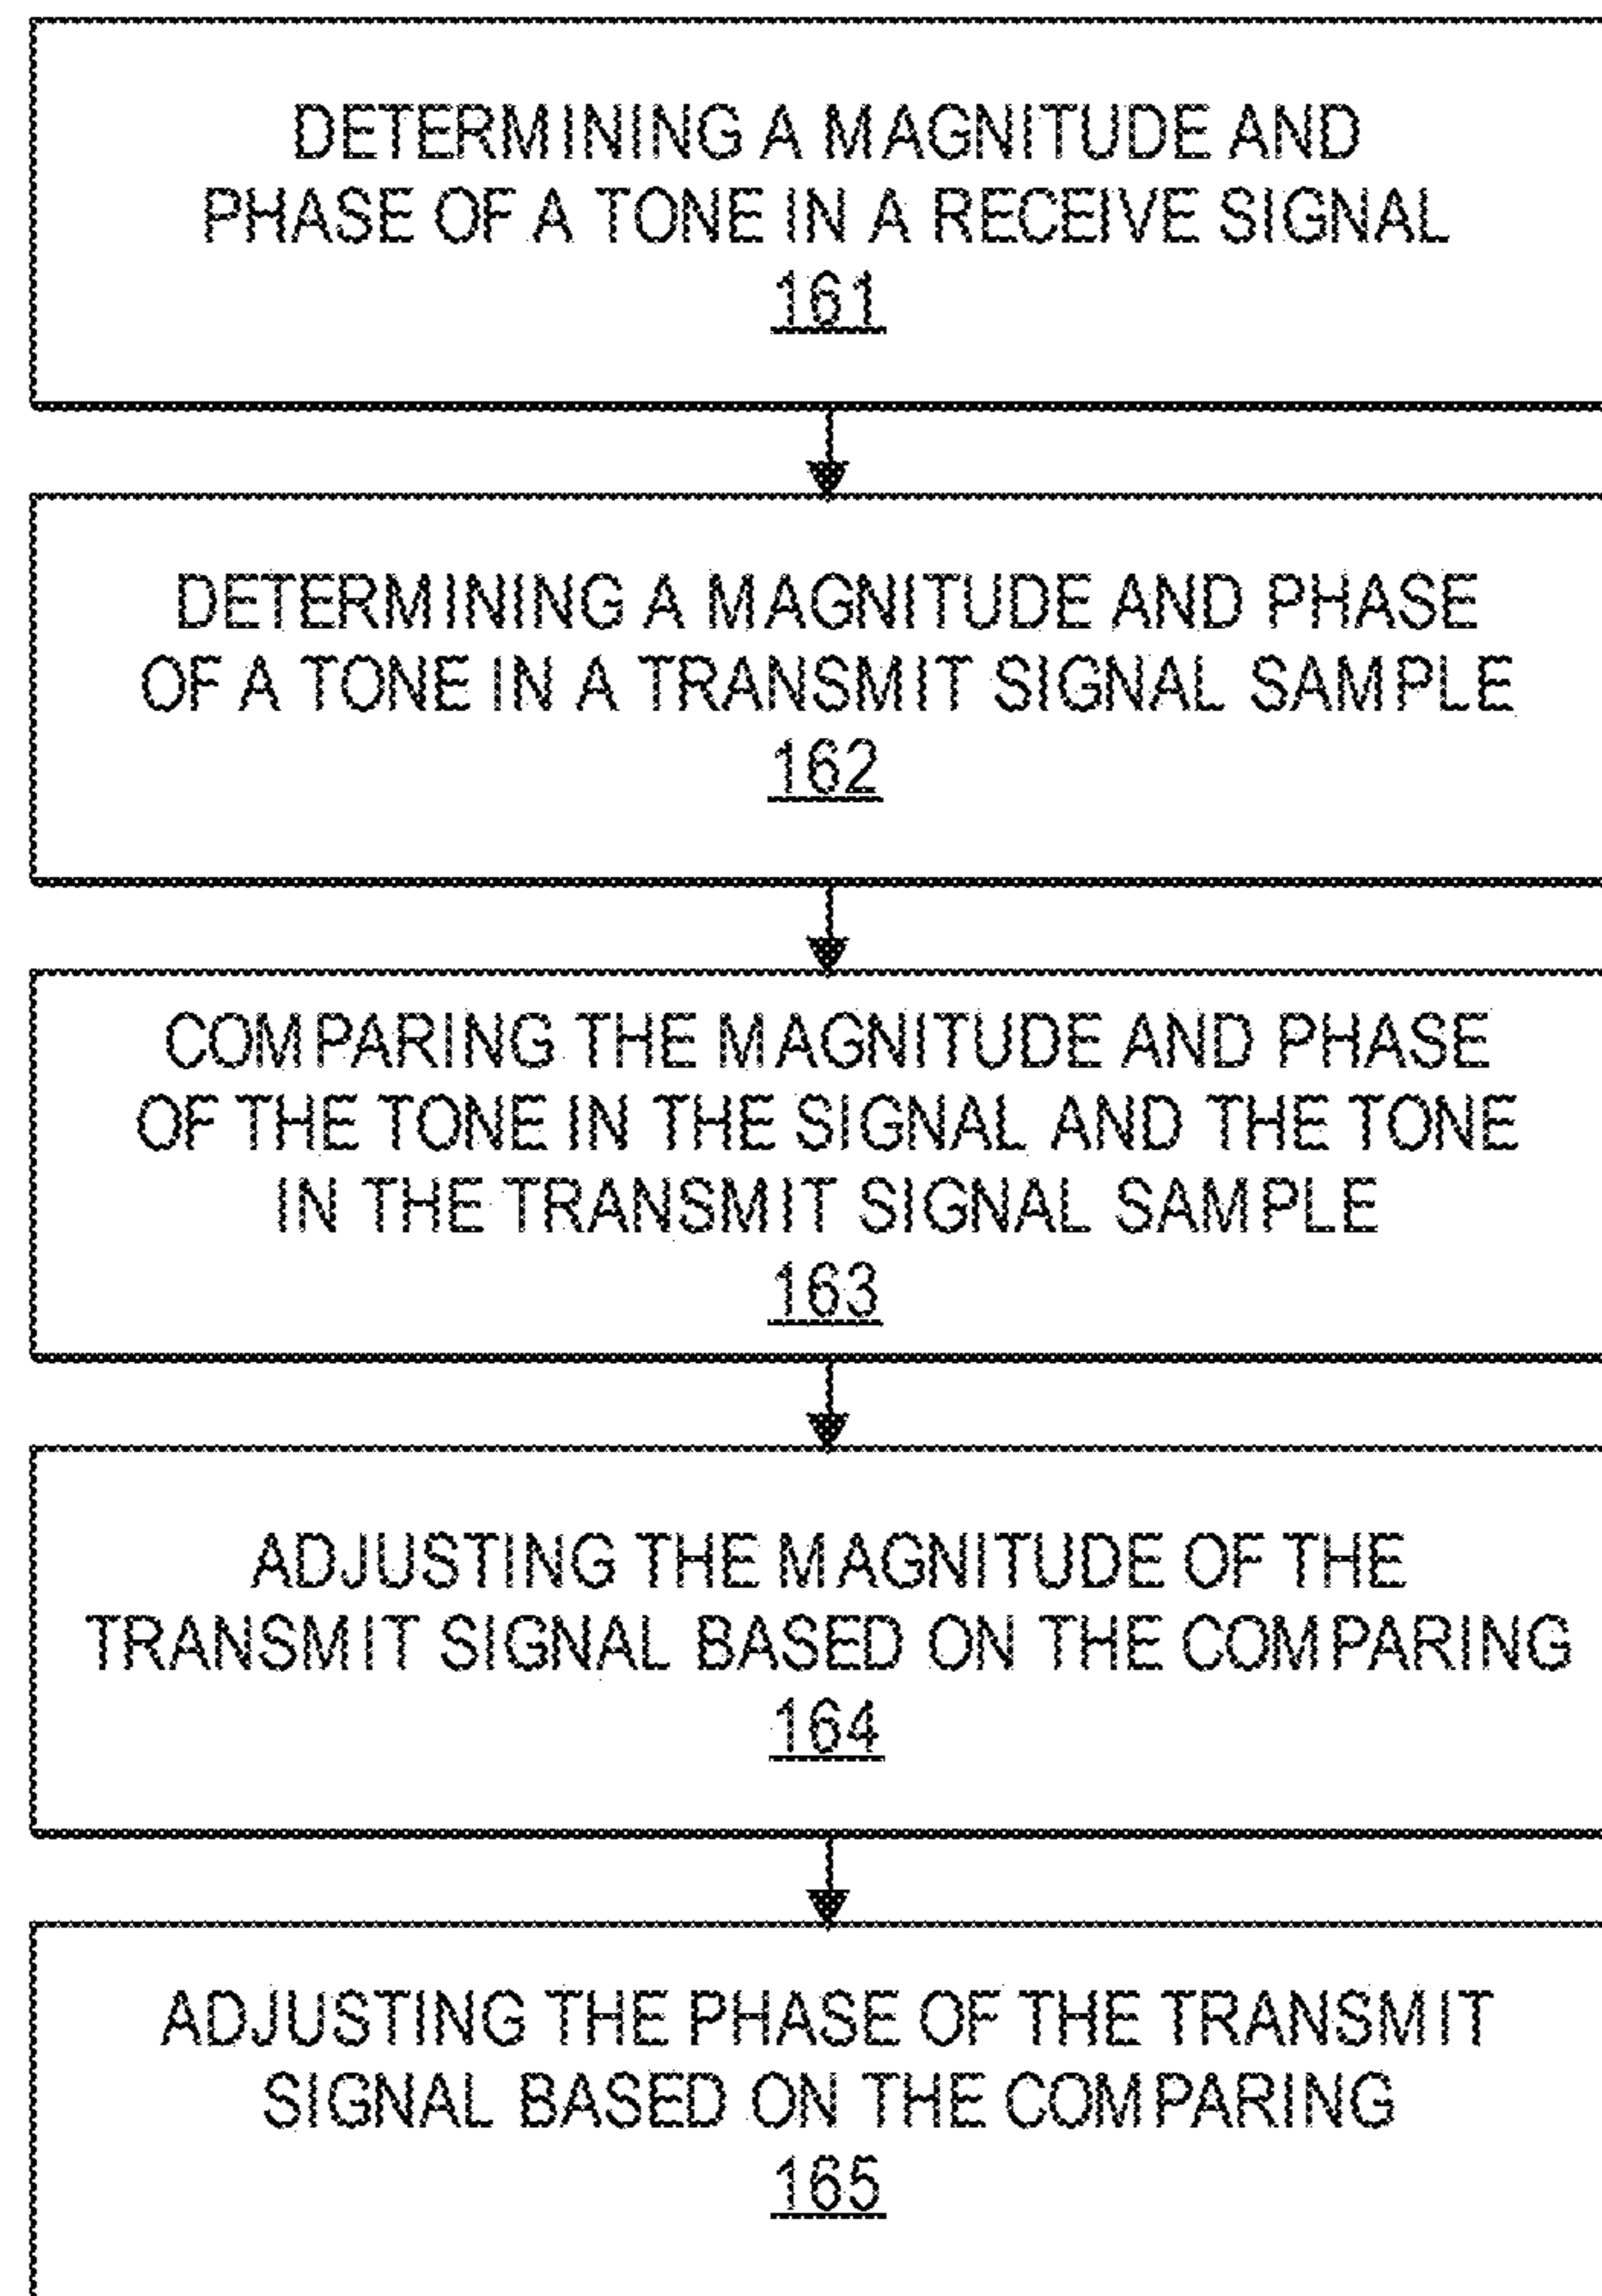 DETERMINING A MAGNITUDE AND
PHASE OF A TONE IN A RECEIVE SIGNAL
161
DETERMINING A MAGNITUDE AND PHASE
OF A TONE IN A TRANSMIT SIGNAL SAMPLE
162
COMPARING THE MAGNITUDE AND PHASE
OF THE TONE IN THE SIGNAL AND THE TONE
IN THE TRANSMIT SIGNAL SAMPLE
163
ADJUSTING THE MAGNITUDE OF THE
TRANSMIT SIGNAL BASED ON THE COMPARING
164
ADJUSTING THE PHASE OF THE TRANSMIT
SIGNAL BASED ON THE COMPARING
165